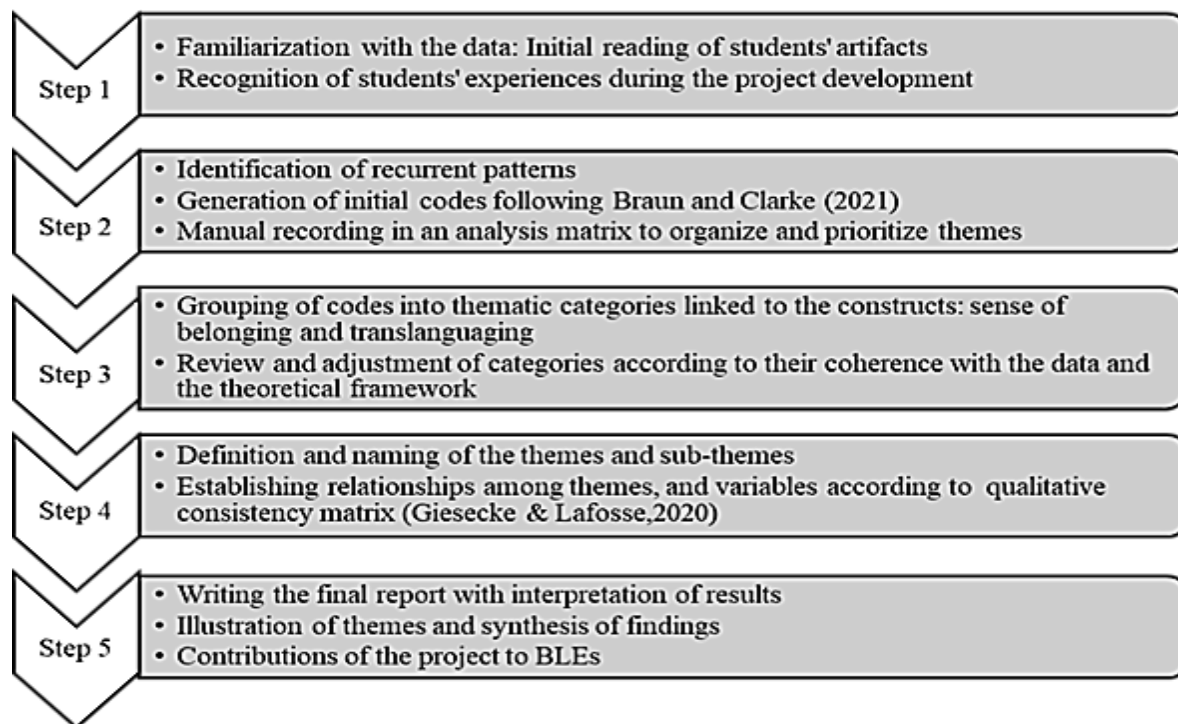 Step 1
• Familiarization with the data: Initial reading of students' artifacts
• Recognition of students' experiences during the project development
Step 2
• Identification of recurrent patterns
• Generation of initial codes following Braun and Clarke (2021)
• Manual recording in an analysis matrix to organize and prioritize themes
Step 3
• Grouping of codes into thematic categories linked to the constructs: sense of
belonging and translanguaging
• Review and adjustment of categories according to their coherence with the data and
the theoretical framework
Step 4
• Definition and naming of the themes and sub-themes
• Establishing relationships among themes, and variables according to qualitative
consistency matrix (Giesecke & Lafosse,2020)
Step 5
• Writing the final report with interpretation of results
• Illustration of themes and synthesis of findings
• Contributions of the project to BLEs